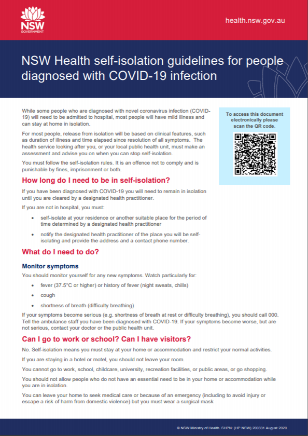 NSW
GOVERNMENT
health.nsw.gov.au
NSW Health self-isolation guidelines for people
diagnosed with COVID-19 infection
While some people who are diagnosed with novel coronavirus infection (COVID-
19) will need to be admitted to hospital, most people will have mild illness and
can stay at home in isolation.
For most people, release from isolation will be based on clinical features, such
as duration of illness and time elapsed since resolution of all symptoms. The
health service looking after you, or your local public health unit, must make an
assessment and advise you on when you can stop self isolation.
You must follow the self-isolation rules. It is an offence not to comply and is
punishable by fines, imprisonment or both.
To access this document
electronically please
scan the QR code.
How long do I need to be in self-isolation?
If you have been diagnosed with COVID-19 you will need to remain in isolation
until you are cleared by a designated health practitioner.
If you are not in hospital, you must:
• self-isolate at your residence or another suitable place for the period of
time determined by a designated health practitioner
• notify the designated health practitioner of the place you will be self-
isolating and provide the address and a contact phone number.
What do I need to do?
Monitor symptoms
You should monitor yourself for any new symptoms. Watch particularly for:
• fever (37.5°C or higher) or history of fever (night sweats, chills)
• cough
• shortness of breath (difficulty breathing)
If your symptoms become serious (e.g. shortness of breath at rest or difficulty breathing), you should call 000.
Tell the ambulance staff you have been diagnosed with COVID-19. If your symptoms become worse, but are
not serious, contact your doctor or the public health unit.
Can I go to work or school? Can I have visitors?
No. Self-isolation means you must stay at your home or accommodation and restrict your normal activities.
If you are staying in a hotel or motel, you should not leave your room.
You cannot go to work, school, childcare, university, recreation facilities, or public areas, or go shopping.
You should not allow people who do not have an essential need to be in your home or accommodation while
you are in isolation.
You can leave your home to seek medical care or because of an emergency (including to avoid injury or
escape a risk of harm from domestic violence) but you must wear a surgical mask.
© NSW Ministry of Health. August 2020